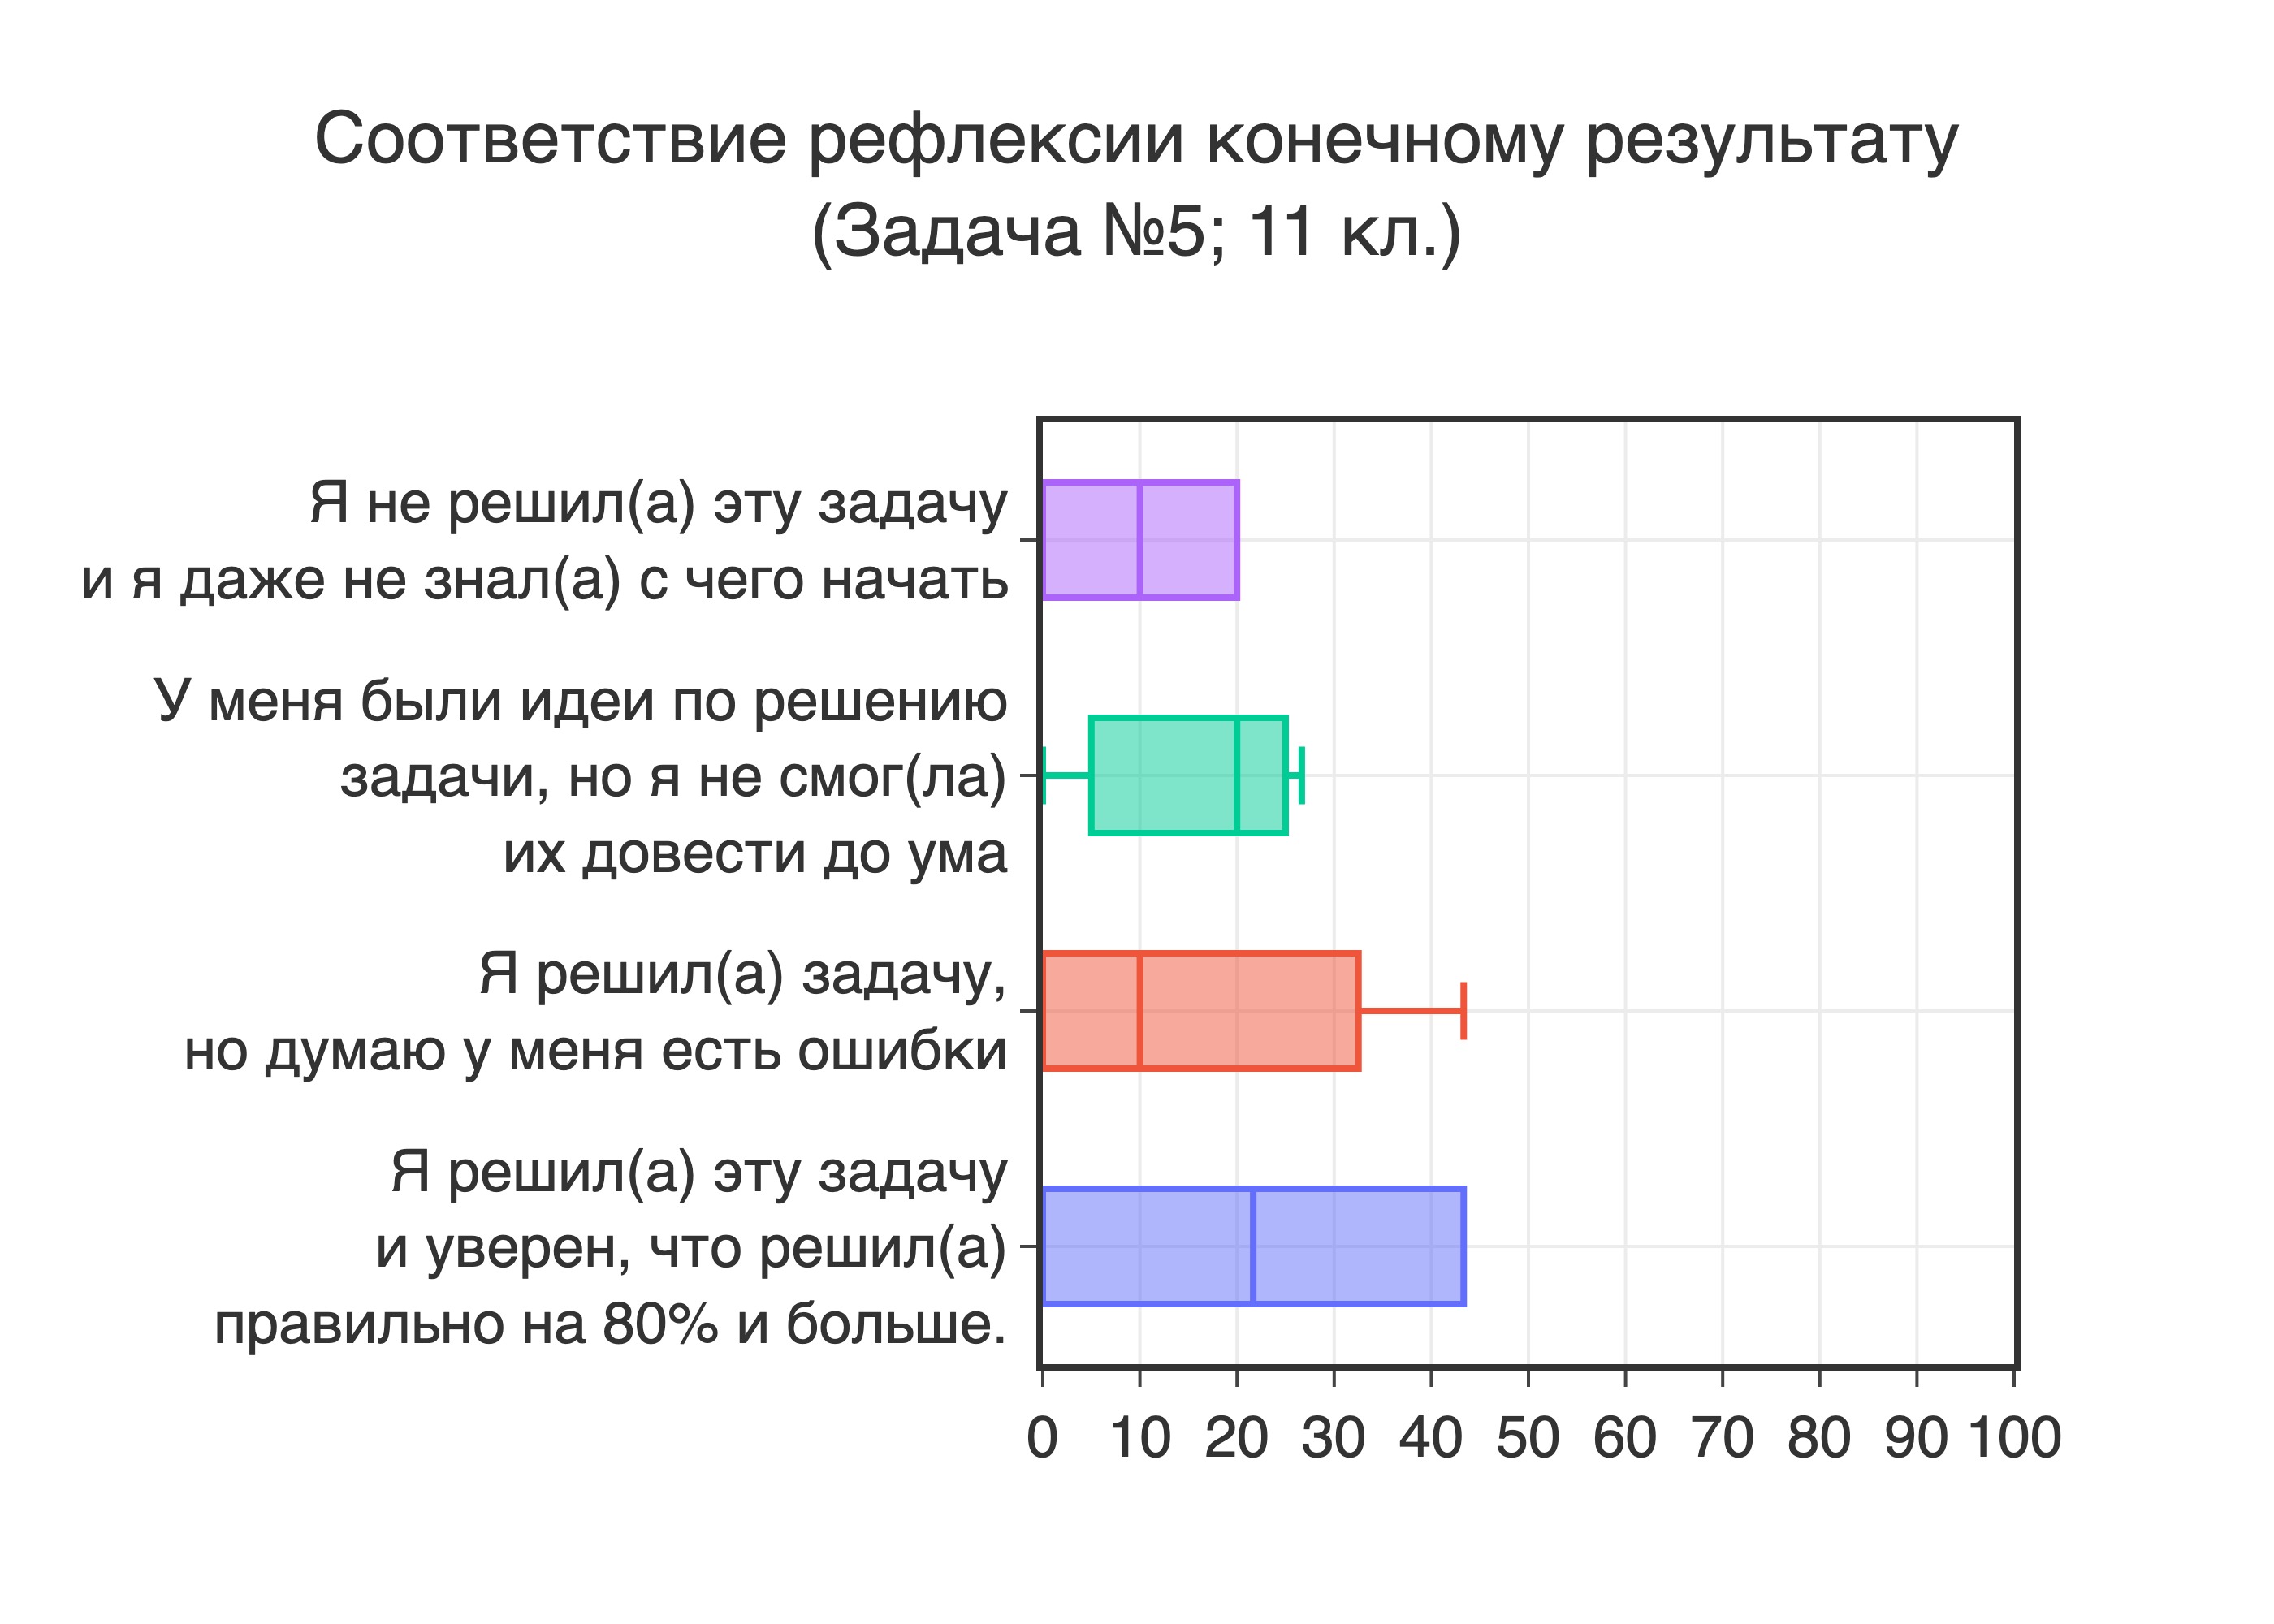 Соответствие рефлексии конечному результату
(Задача №5; 11 кл.)
Я не решил(а) эту задачу
и я даже не знал(а) с чего начать
У меня были идеи по решению
задачи, но я не смог(ла)
их довести до ума
Я решил(а) задачу,
но думаю у меня есть ошибки
Я решил(а) эту задачу
и уверен, что решил(а)
правильно на 80% и больше.
0 10 20 30 40 50 60 70 80 90 100